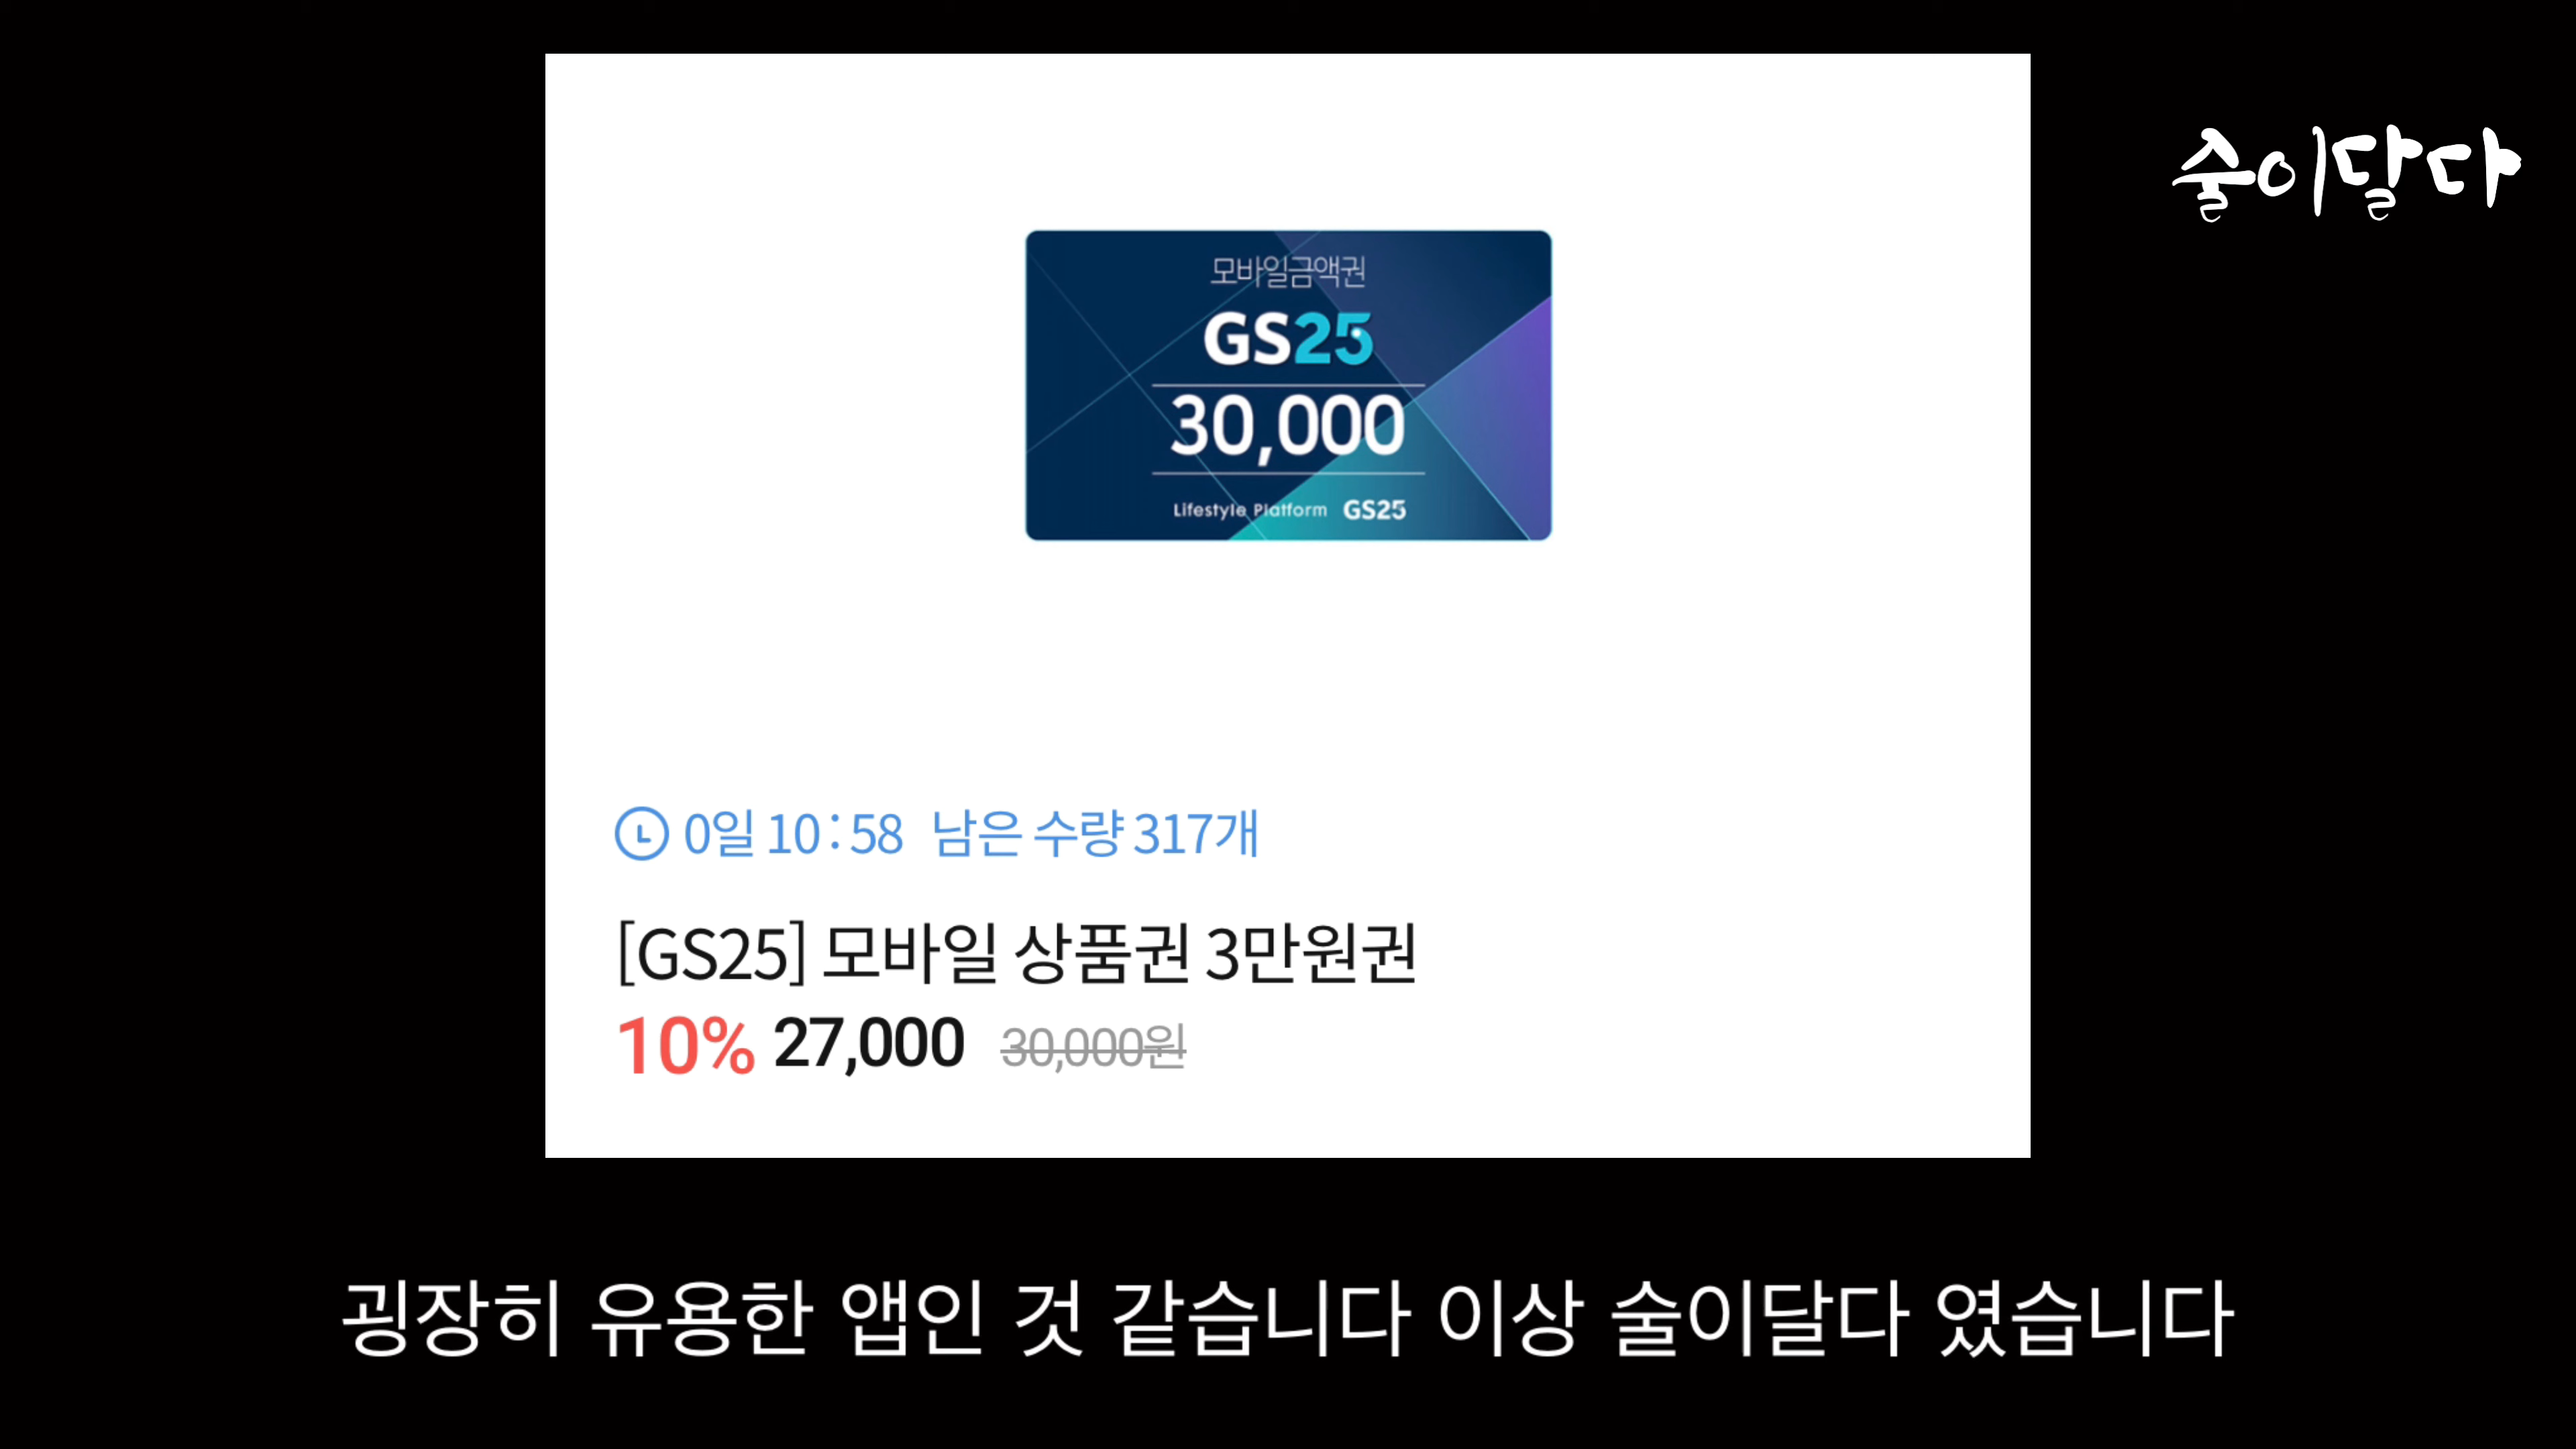 술이달다
모바일금액권
GS25
30,000
Lifestyle Platform GS25
0일 10:58 남은 수량 317개
[GS25] 모바일 상품권 3만원권
10% 27,000 30,000원
굉장히 유용한 앱인 것 같습니다 이상 술이달다 였습니다